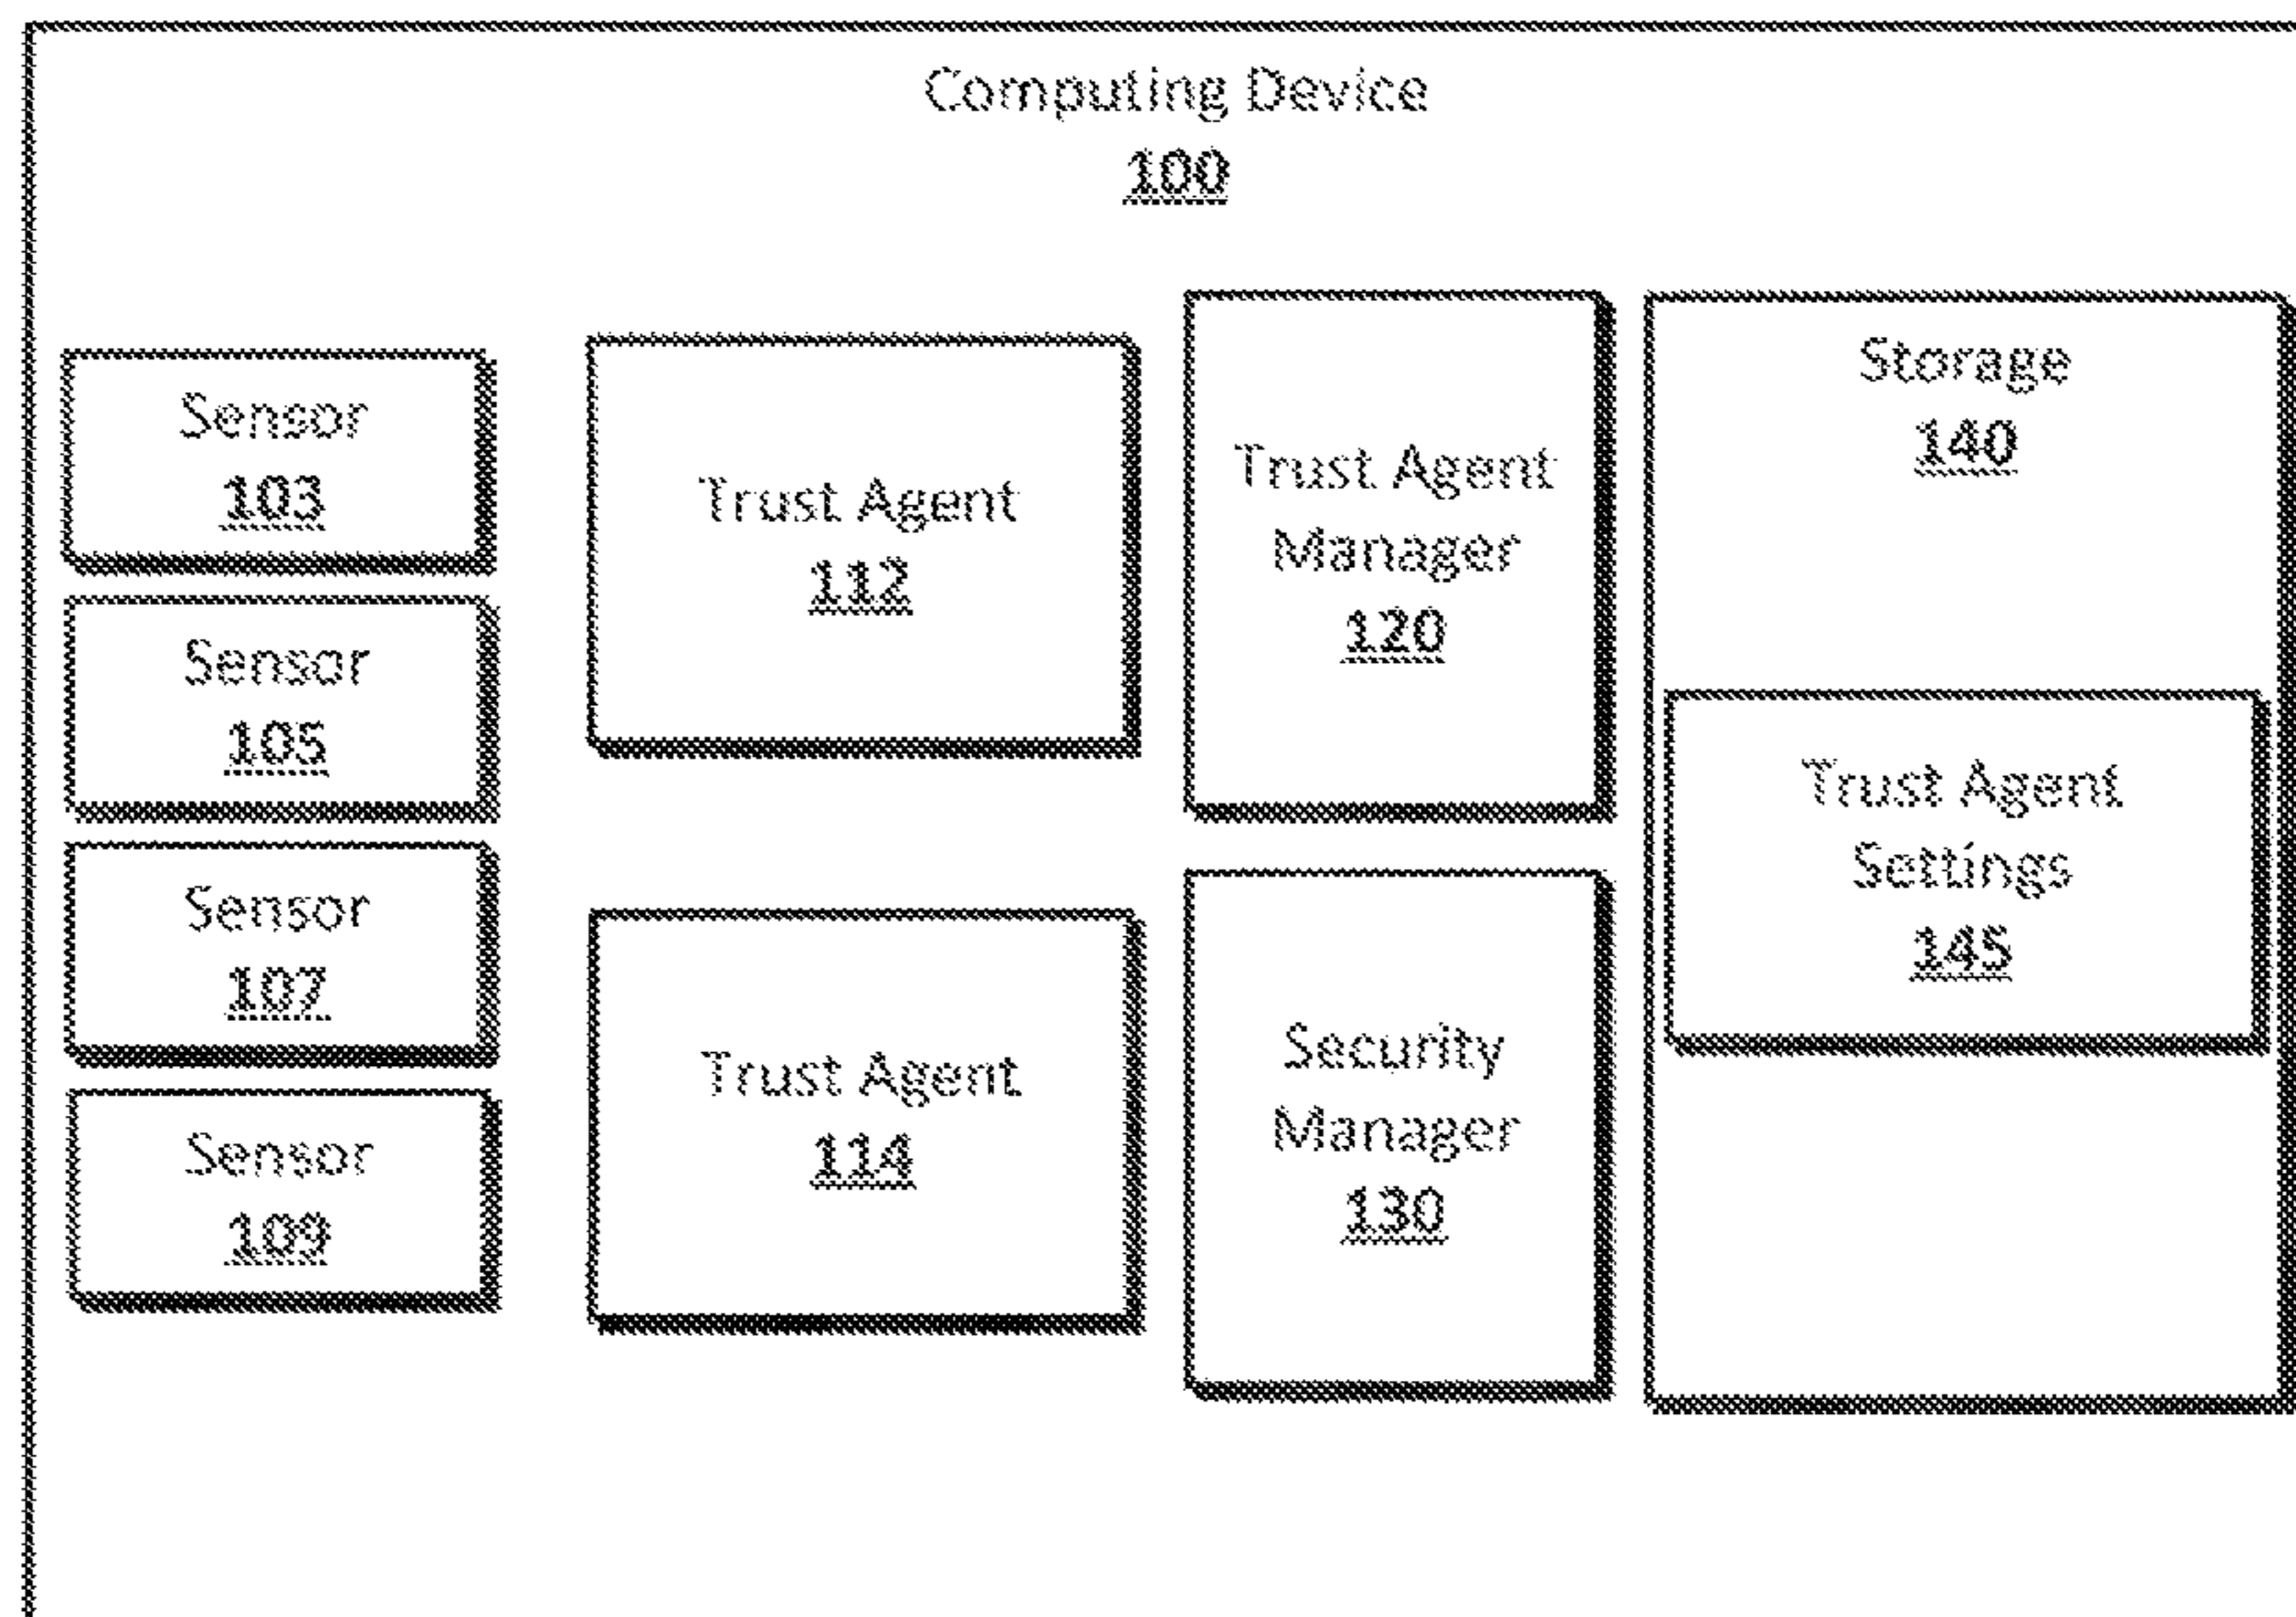 Computing Device
100
Sensor
103
Sensor
105
Sensor
107
Sensor
109
Trust Agent
112
Trust Agent
114
Trust Agent
Manager
120
Security
Manager
130
Storage
140
Trust Agent
Settings
145